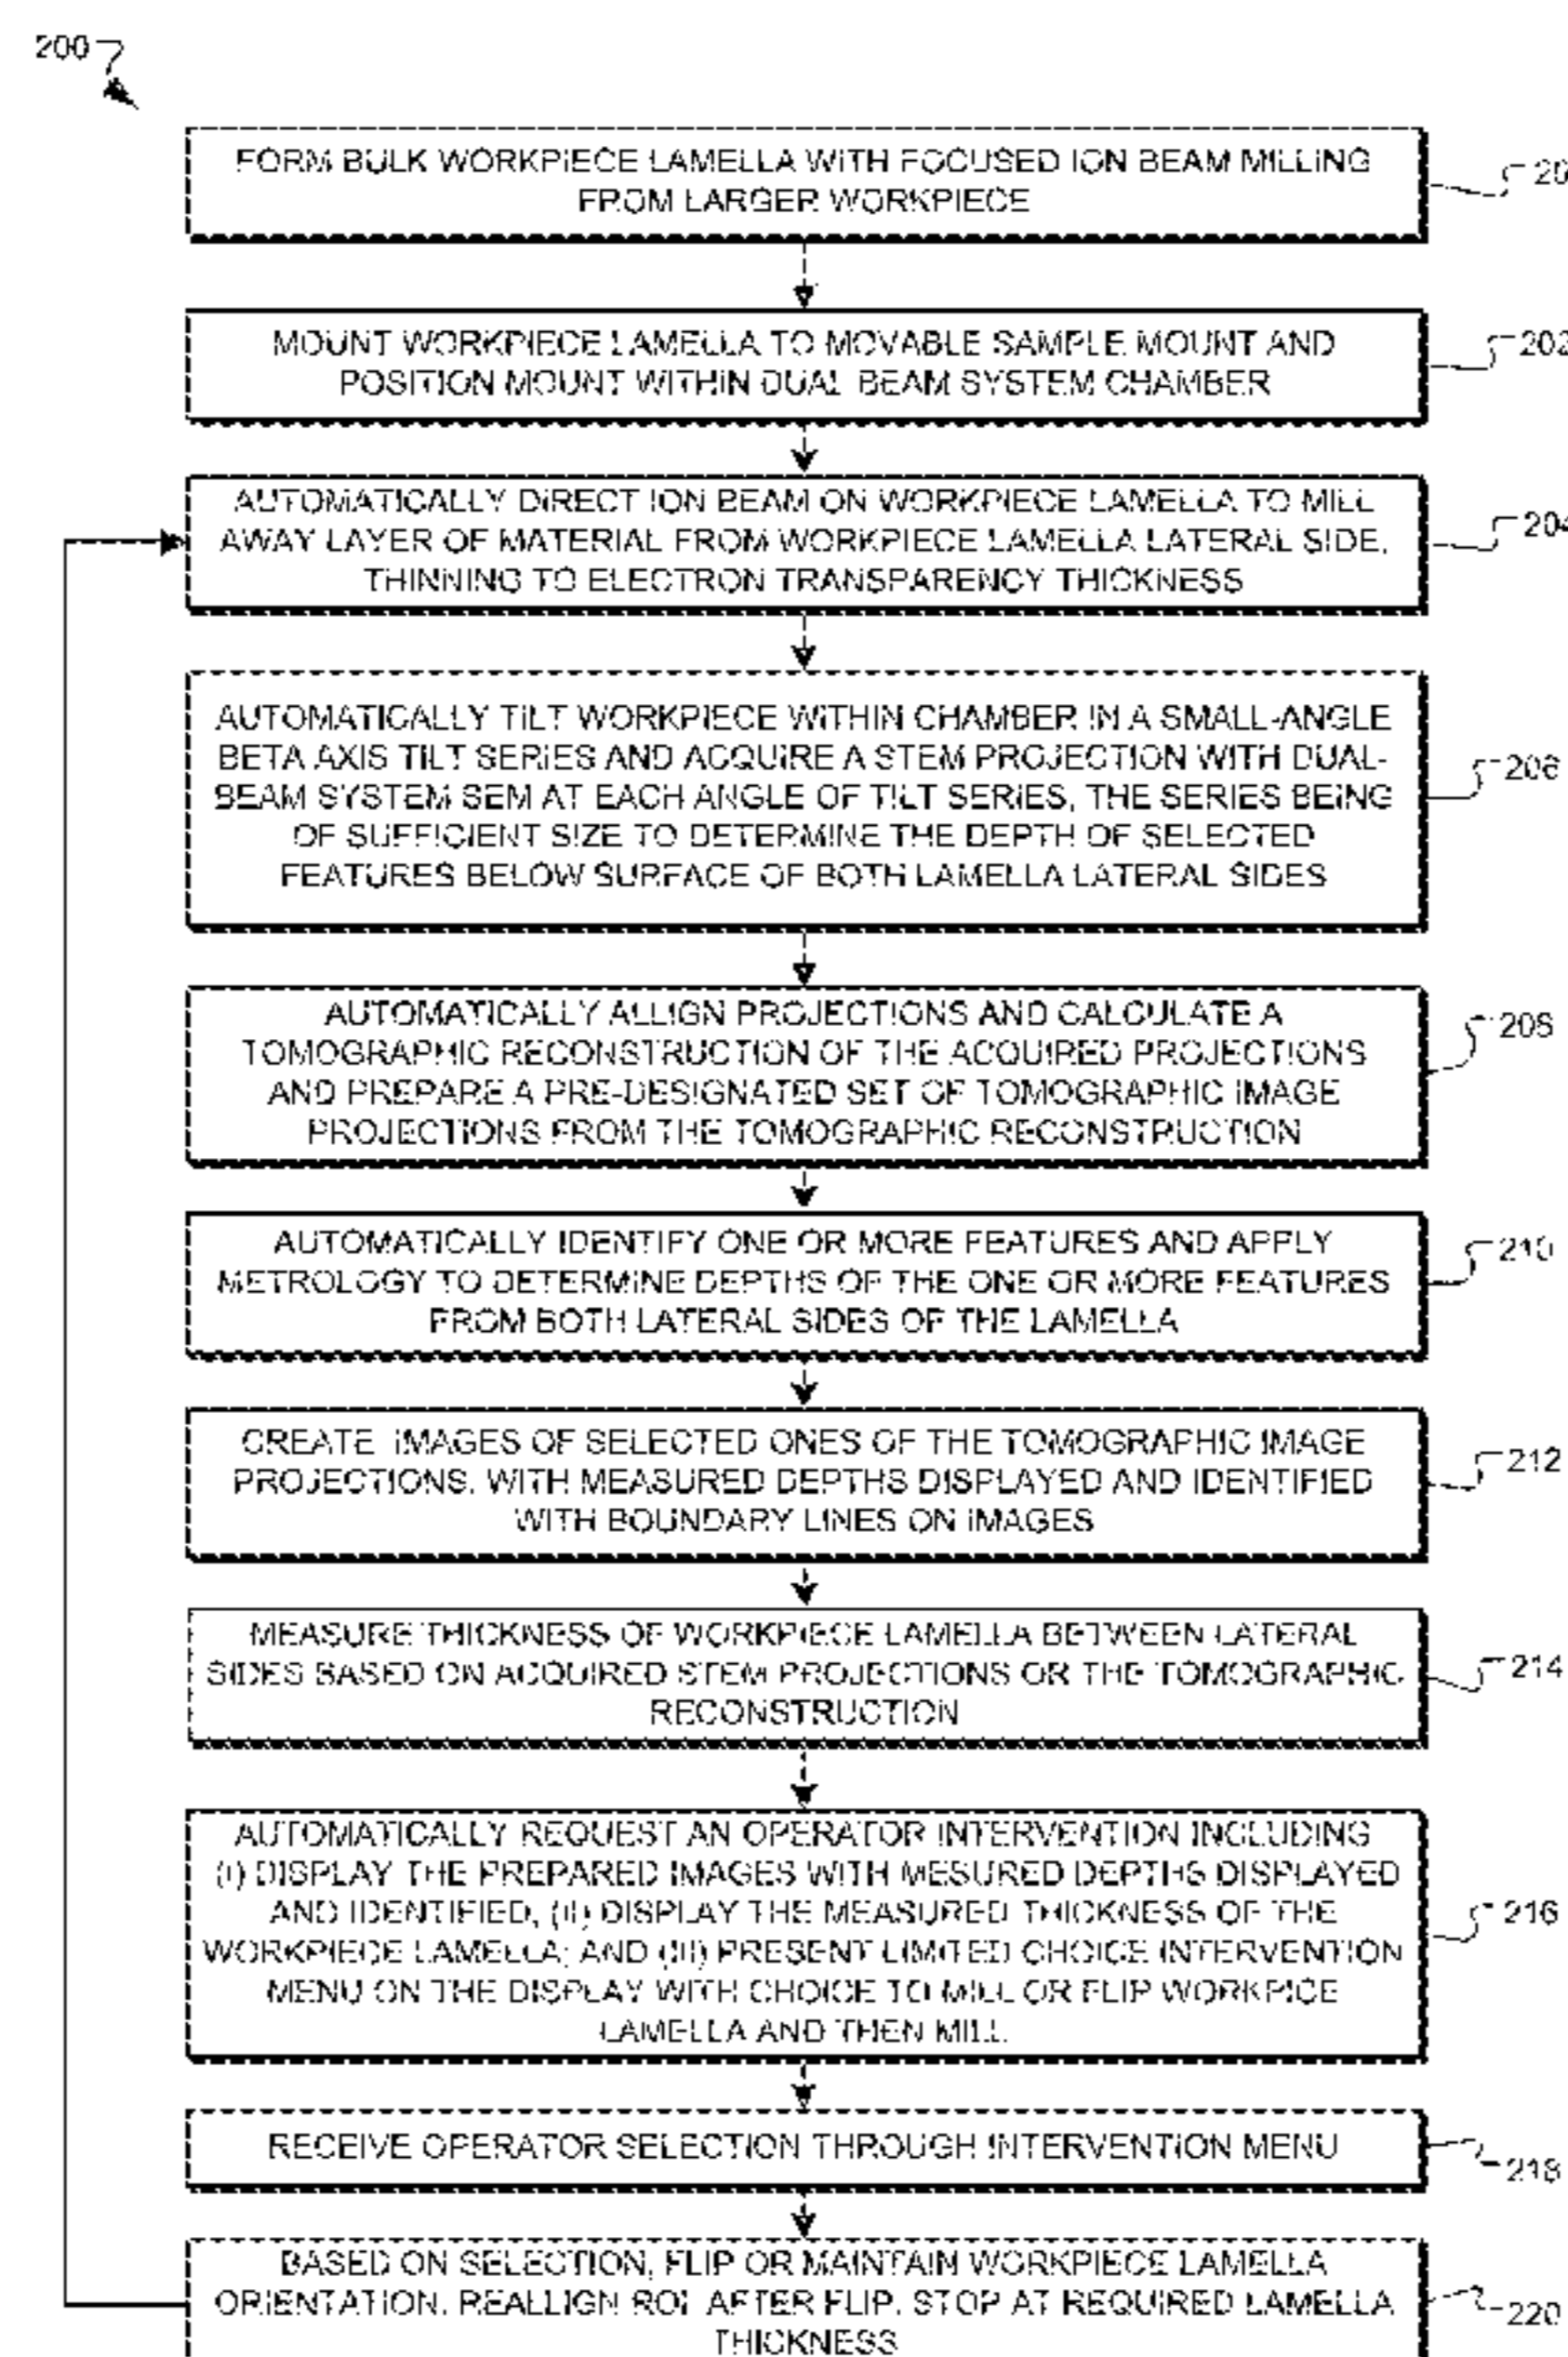 200
FORM BULK WORKPIECE LAMELLA WITH FOCUSED ION BEAM MILLING
FROM LARGER WORKPIECE
20
MOUNT WORKPIECE LAMELLA TO MOVABLE SAMPLE MOUNT AND
POSITION MOUNT WITHIN DUAL BEAM SYSTEM CHAMBER
202
AUTOMATICALLY DIRECT ION BEAM ON WORKPIECE LAMELLA TO MILL
AWAY LAYER OF MATERIAL FROM WORKPIECE LAMELLA LATERAL SIDE,
THINNING TO ELECTRON TRANSPARENCY THICKNESS
204
AUTOMATICALLY TILT WORKPIECE WITHIN CHAMBER IN A SMALL-ANGLE
BETA AXIS TILT SERIES AND ACQUIRE A STEM PROJECTION WITH DUAL-
BEAM SYSTEM SEM AT EACH ANGLE OF TILT SERIES, THE SERIES BEING
OF SUFFICIENT SIZE TO DETERMINE THE DEPTH OF SELECTED
FEATURES BELOW SURFACE OF BOTH LAMELLA LATERAL SIDES
206
AUTOMATICALLY ALLIGN PROJECTIONS AND CALCULATE A
TOMOGRAPHIC RECONSTRUCTION OF THE ACQUIRED PROJECTIONS
AND PREPARE A PRE-DESIGNATED SET OF TOMOGRAPHIC IMAGE
PROJECTIONS FROM THE TOMOGRAPHIC RECONSTRUCTION
208
AUTOMATICALLY IDENTIFY ONE OR MORE FEATURES AND APPLY
METROLOGY TO DETERMINE DEPTHS OF THE ONE OR MORE FEATURES
FROM BOTH LATERAL SIDES OF THE LAMELLA
210
CREATE IMAGES OF SELECTED ONES OF THE TOMOGRAPHIC IMAGE
PROJECTIONS, WITH MEASURED DEPTHS DISPLAYED AND IDENTIFIED
WITH BOUNDARY LINES ON IMAGES
212
MEASURE THICKNESS OF WORKPIECE LAMELLA BETWEEN LATERAL
SIDES BASED ON ACQUIRED STEM PROJECTIONS OR THE TOMOGRAPHIC
RECONSTRUCTION
214
AUTOMATICALLY REQUEST AN OPERATOR INTERVENTION INCLUDING
(I) DISPLAY THE PREPARED IMAGES WITH MESURED DEPTHS DISPLAYED
AND IDENTIFIED, (II) DISPLAY THE MEASURED THICKNESS OF THE
WORKPIECE LAMELLA; AND (III) PRESENT LIMITED CHOICE INTERVENTION
MENU ON THE DISPLAY WITH CHOICE TO MILL OR FLIP WORKPICE
LAMELLA AND THEN MILL.
216
RECEIVE OPERATOR SELECTION THROUGH INTERVENTION MENU
218
BASED ON SELECTION, FLIP OR MAINTAIN WORKPIECE LAMELLA
ORIENTATION. REALLIGN ROI AFTER FLIP. STOP AT REQUIRED LAMELLA
THICKNESS
220